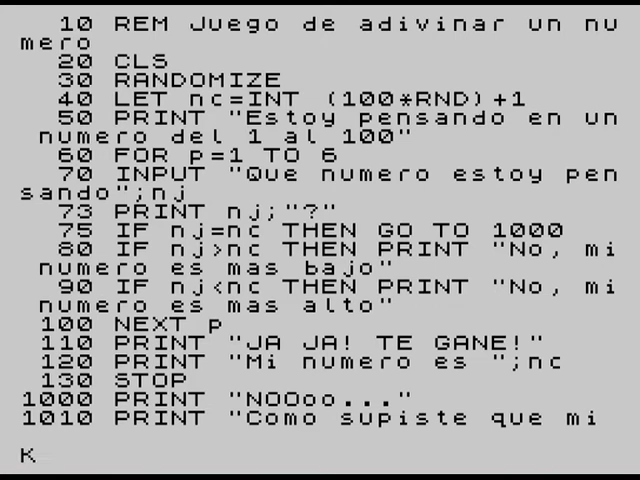 10 REM Juego de adivinar un nu
mero
20 CLS
30 RANDOMIZE
40 LET nc=INT (100*RND)+1
50 PRINT "Estoy pensando en un
numero del 1 al 100"
60 FOR p=1 TO 6
70 INPUT "Que numero estoy pen
sando";nj
73 PRINT nj;"?"
75 IF nj=nc THEN GO TO 1000
80 IF nj>nc THEN PRINT "No, mi
numero es mas bajo"
90 IF nj<nc THEN PRINT "No, mi
numero es mas alto"
100 NEXT p
110 PRINT "JA JA! TE GANE!"
120 PRINT "Mi numero es ";nc
130 STOP
1000 PRINT "NOOoo..."
1010 PRINT "Como supiste que mi
K